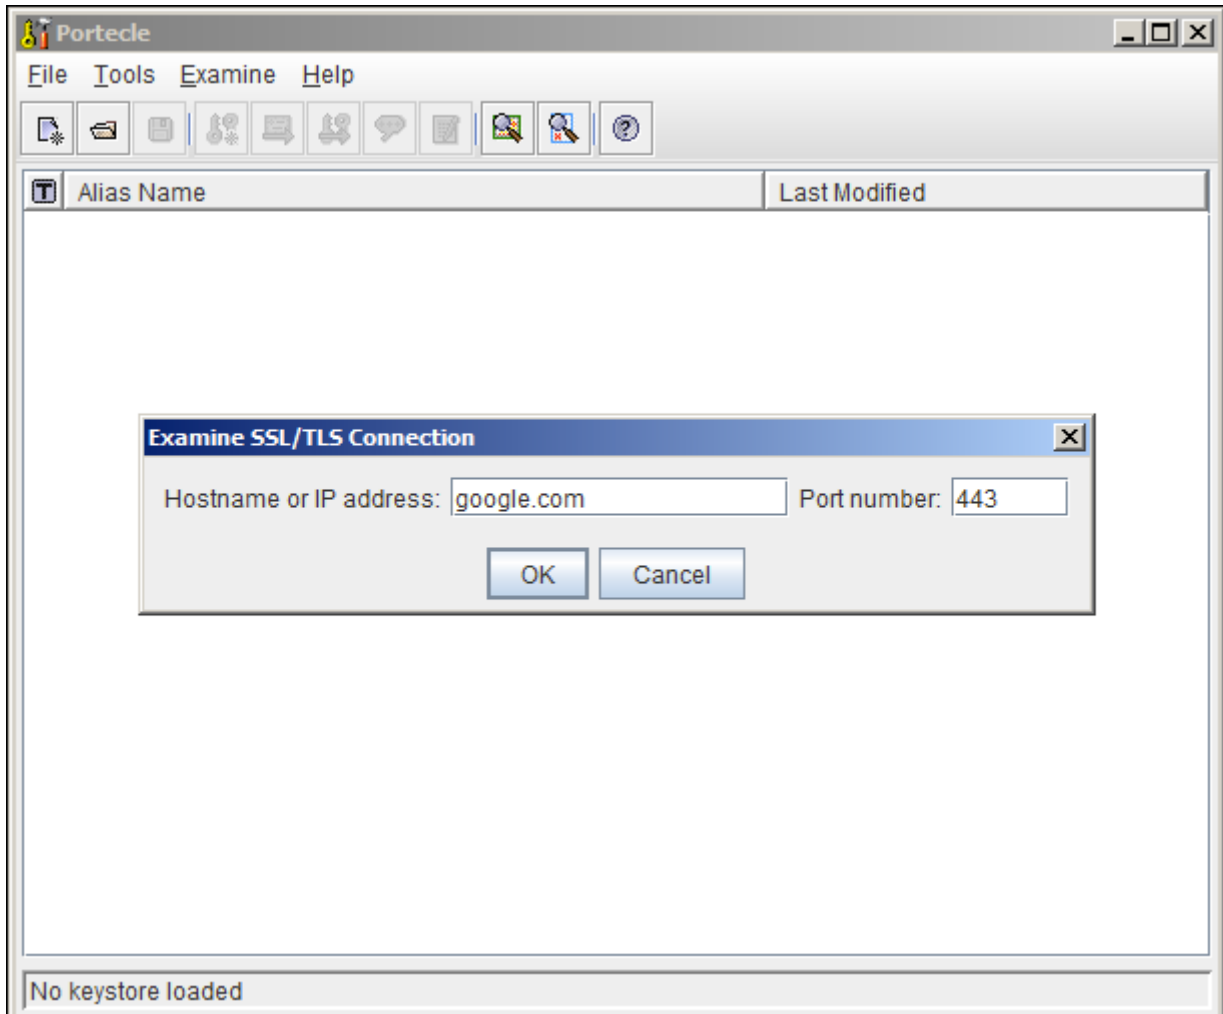 Portecle
File Tools Examine Help
T Alias Name Last Modified
Examine SSL/TLS Connection
Hostname or IP address: google.com Port number: 443
OK Cancel
No keystore loaded